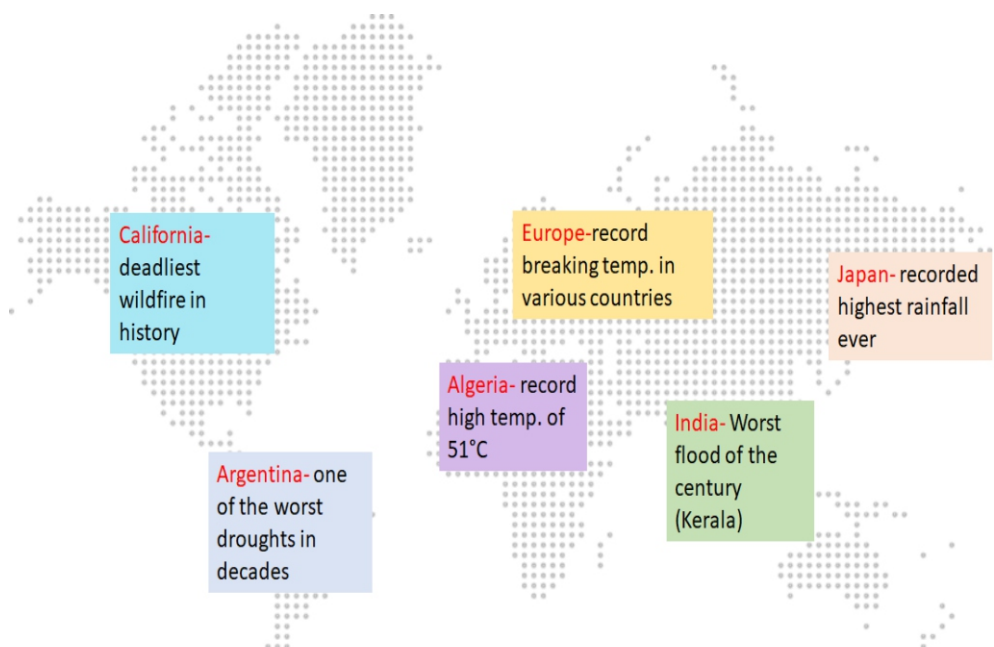 California-
deadliest
wildfire in
history
Europe-record
breaking temp. in
various countries
Japan- recorded
highest rainfall
ever
Algeria- record
high temp. of
51°C
India- Worst
flood of the
century
(Kerala)
Argentina- one
of the worst
droughts in
decades